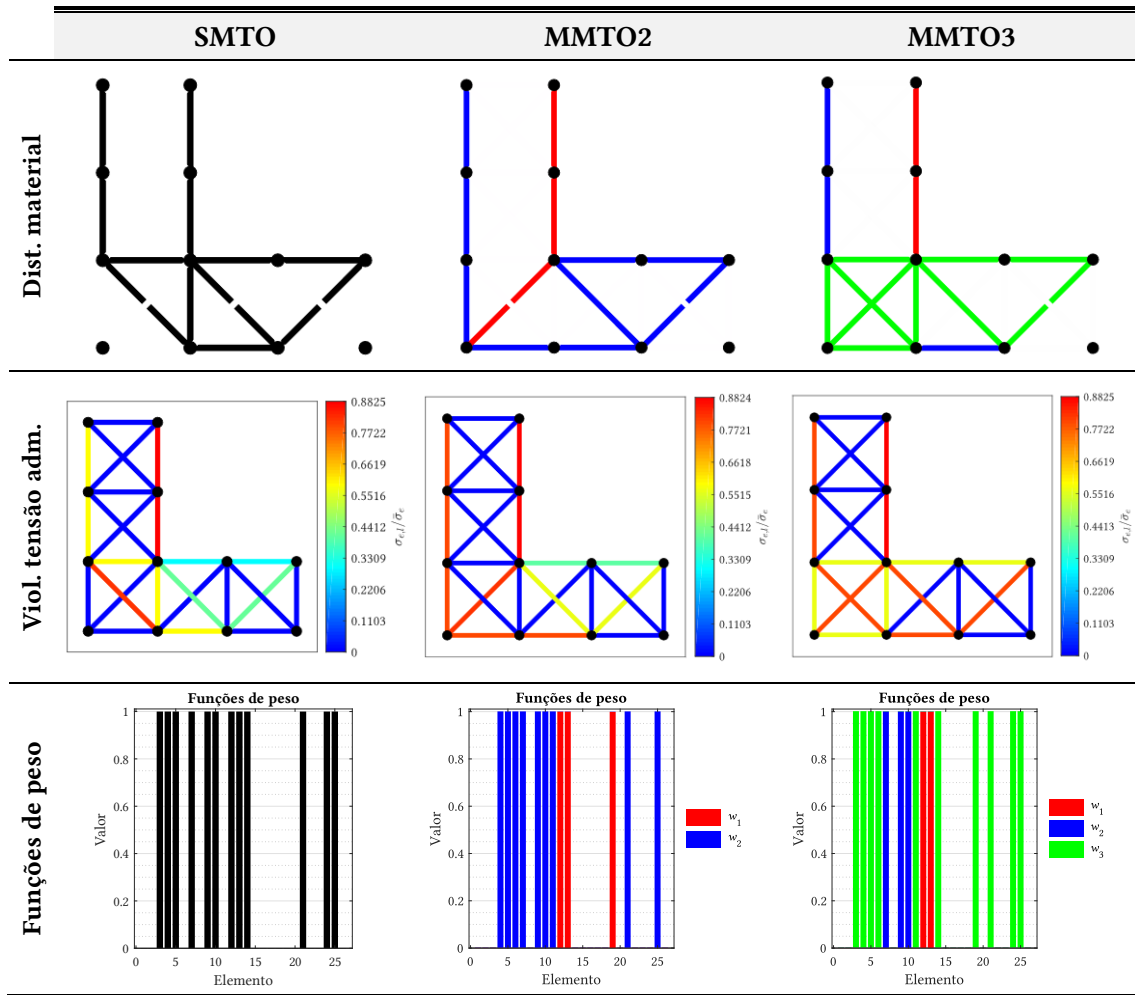 SMTO MMTO2 MMTO3
Dist. material
Viol. tensão adm.
0.8825
0.7722
0.6619
0.5516
0.4412
0.3309
0.2206
0.1103
0
σe,l/σ̄e
0.8824
0.7721
0.6618
0.5515
0.4412
0.3309
0.2206
0.1103
0
σe,l/σ̄e
0.8825
0.7722
0.6619
0.5516
0.4413
0.3309
0.2206
0.1103
0
σe,l/σ̄e
Funções de peso
Funções de peso
1
0.8
0.6
0.4
0.2
0
Valor
0 5 10 15 20 25
Elemento
Funções de peso
1
0.8
0.6
0.4
0.2
0
Valor
0 5 10 15 20 25
Elemento
w1
w2
Funções de peso
1
0.8
0.6
0.4
0.2
0
Valor
0 5 10 15 20 25
Elemento
w1
w2
w3